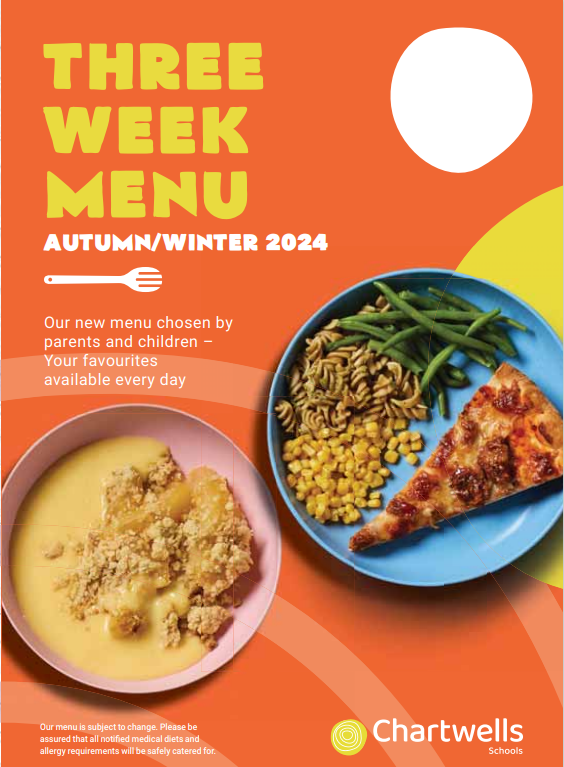 THREE
WEEK
MENU
AUTUMN/WINTER 2024
Our new menu chosen by
parents and children –
Your favourites
available every day
Our menu is subject to change. Please be
assured that all notified medical diets and
allergy requirements will be safely catered for.
Chartwells
Schools